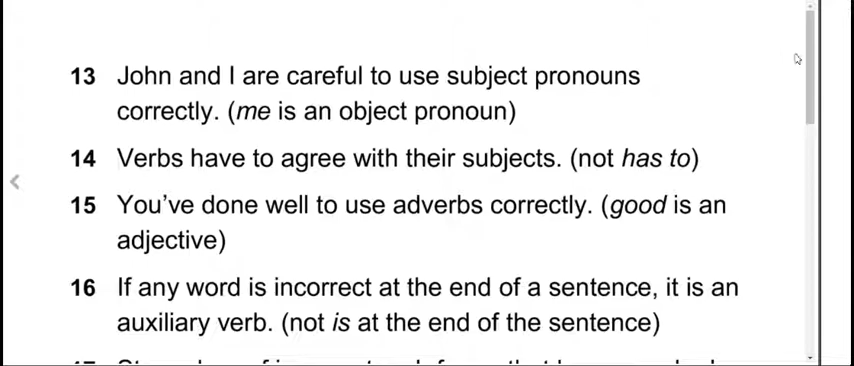 13 John and I are careful to use subject pronouns
correctly. (me is an object pronoun)
14 Verbs have to agree with their subjects. (not has to)
15 You've done well to use adverbs correctly. (good is an
adjective)
16 If any word is incorrect at the end of a sentence, it is an
auxiliary verb. (not is at the end of the sentence)